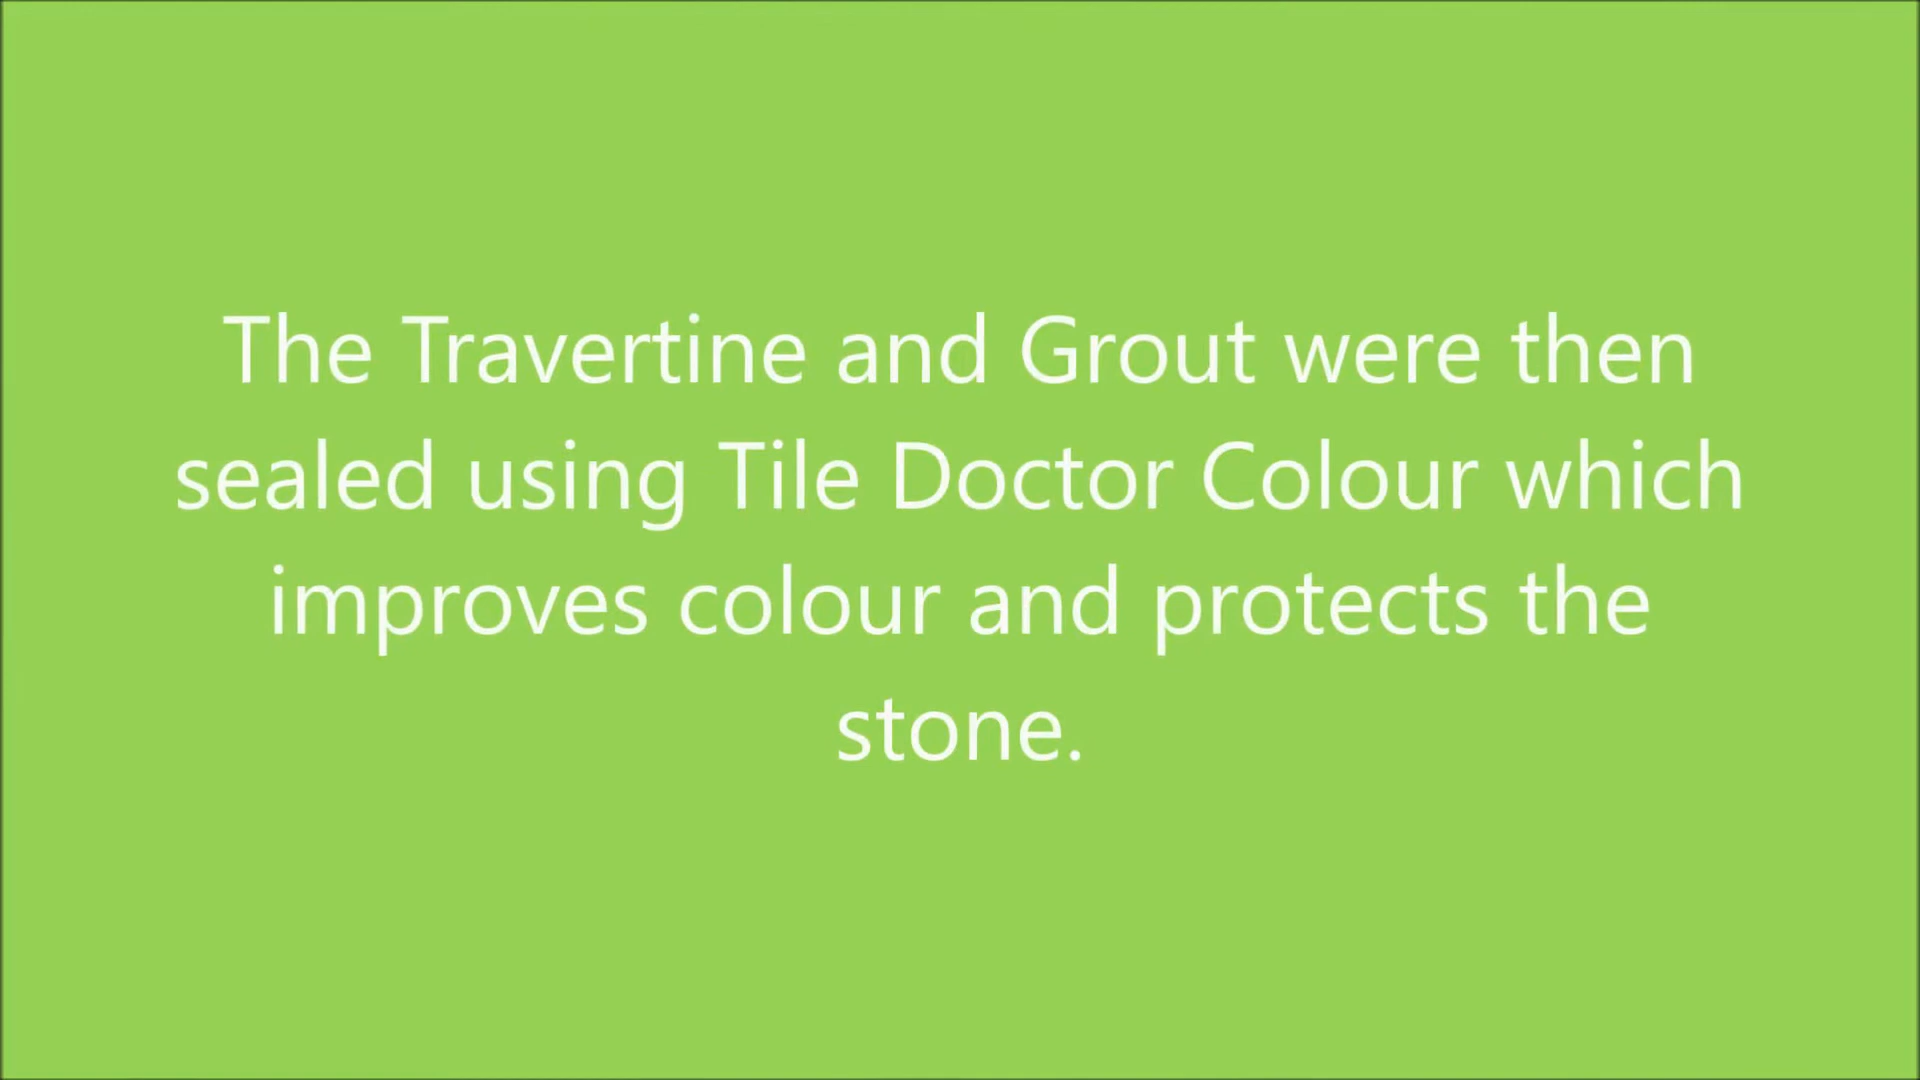 The Travertine and Grout were then
sealed using Tile Doctor Colour which
improves colour and protects the
stone.